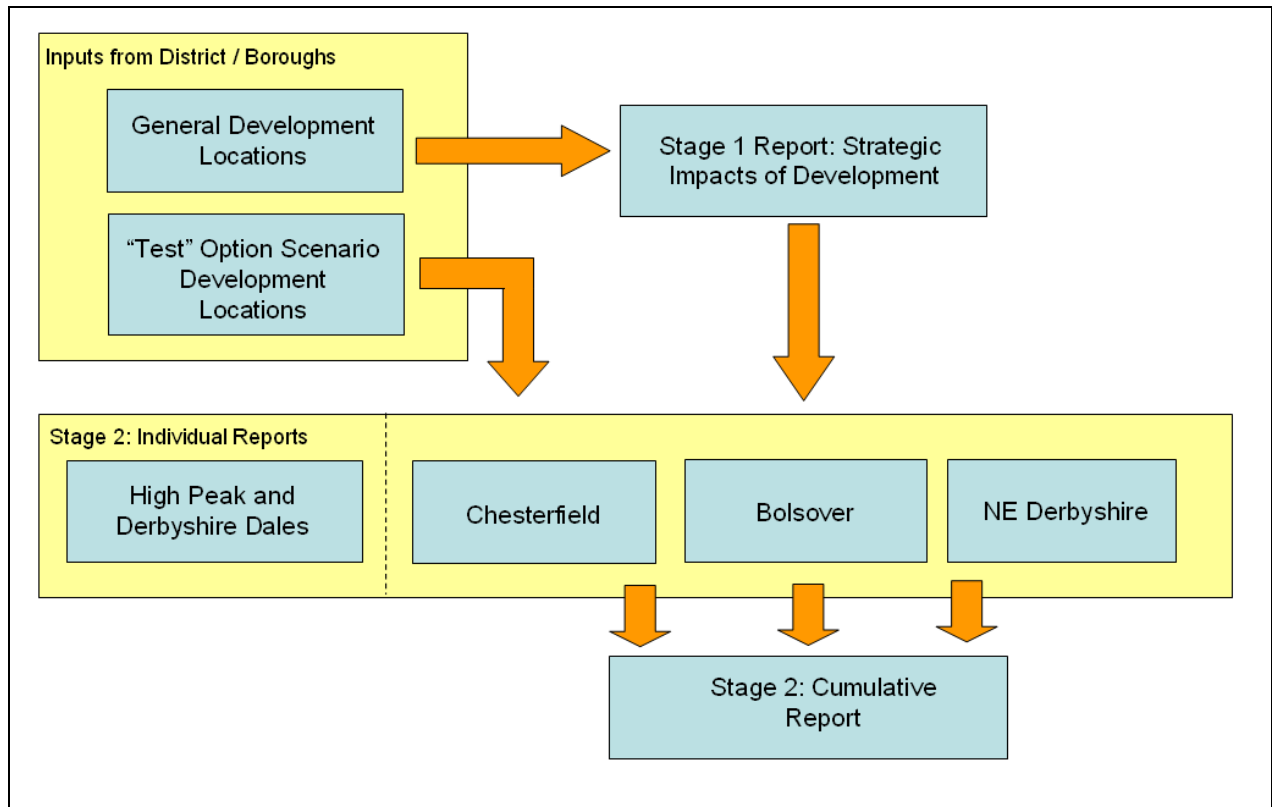 Inputs from District / Boroughs
General Development
Locations
“Test” Option Scenario
Development
Locations
Stage 1 Report: Strategic
Impacts of Development
Stage 2: Individual Reports
High Peak and
Derbyshire Dales
Chesterfield
Bolsover
NE Derbyshire
Stage 2: Cumulative
Report